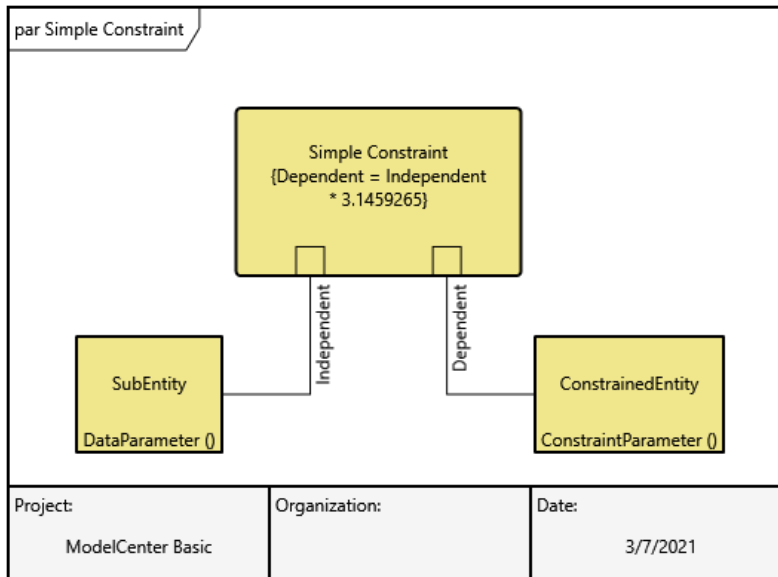 par Simple Constraint
Simple Constraint
{Dependent = Independent
* 3.1459265}
Independent
Dependent
SubEntity
DataParameter ()
ConstrainedEntity
ConstraintParameter ()
Project:
ModelCenter Basic
Organization:
Date:
3/7/2021